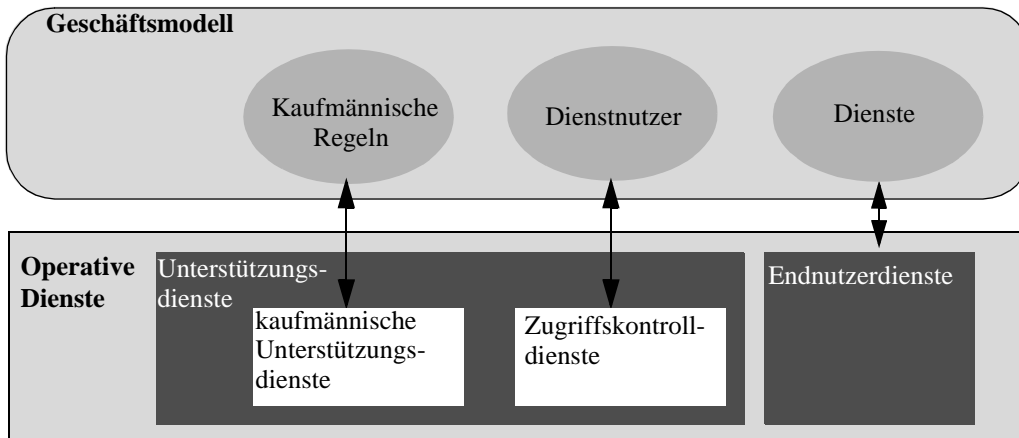 Geschäftsmodell
Kaufmännische
Regeln
Dienstnutzer
Dienste
Operative
Dienste
Unterstützungs-
dienste
kaufmännische
Unterstützungs-
dienste
Zugriffskontroll-
dienste
Endnutzerdienste